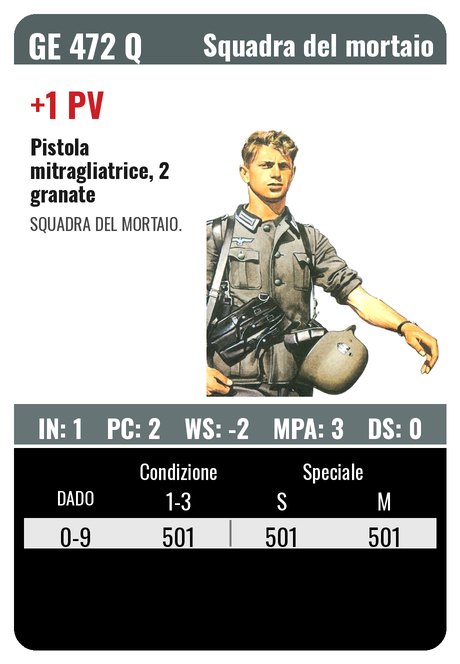 GE 472 Q Squadra del mortaio
+1 PV
Pistola
mitragliatrice, 2
granate
SQUADRA DEL MORTAIO.
IN: 1 PC: 2 WS: -2 MPA: 3 DS: 0
Condizione Speciale
DADO 1-3 S M
0-9 501 501 501